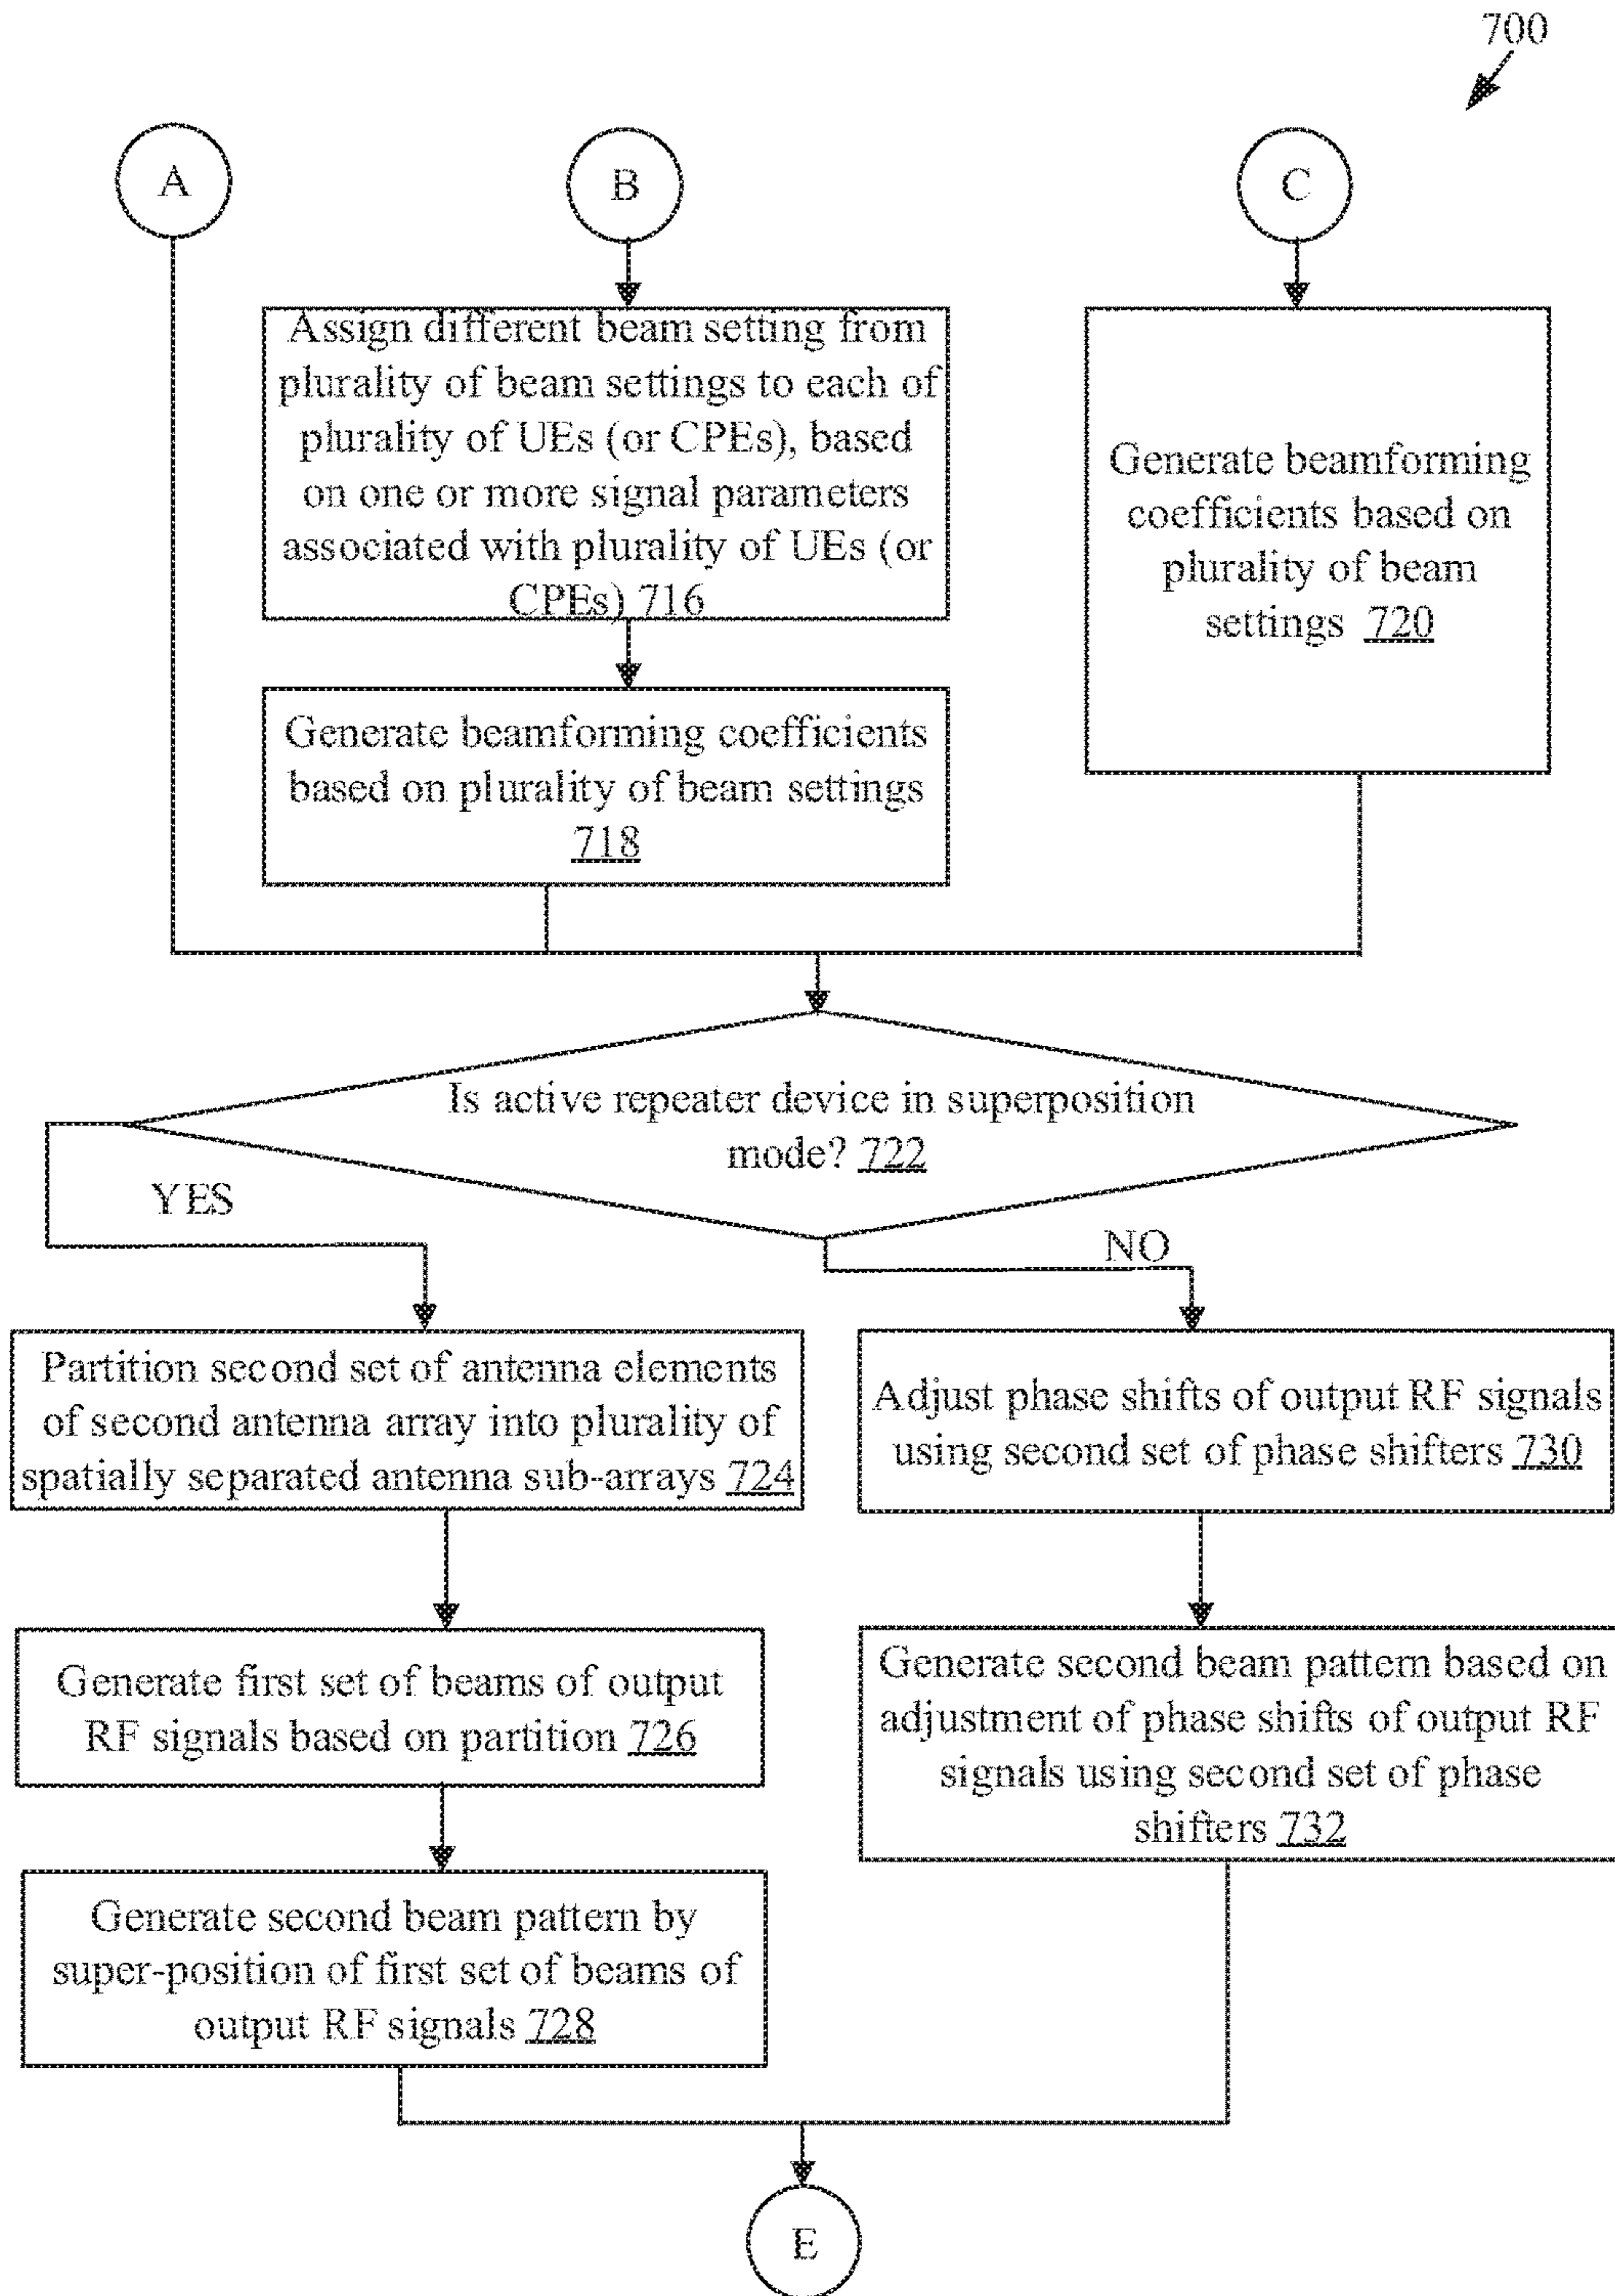 700
A
B
C
Assign different beam setting from
plurality of beam settings to each of
plurality of UEs (or CPEs), based
on one or more signal parameters
associated with plurality of UEs (or
CPEs) 716
Generate beamforming
coefficients based on
plurality of beam
settings 720
Generate beamforming coefficients
based on plurality of beam settings
718
Is active repeater device in superposition
mode? 722
YES
NO
Partition second set of antenna elements
of second antenna array into plurality of
spatially separated antenna sub-arrays 724
Adjust phase shifts of output RF signals
using second set of phase shifters 730
Generate first set of beams of output
RF signals based on partition 726
Generate second beam pattern based on
adjustment of phase shifts of output RF
signals using second set of phase
shifters 732
Generate second beam pattern by
super-position of first set of beams of
output RF signals 728
E